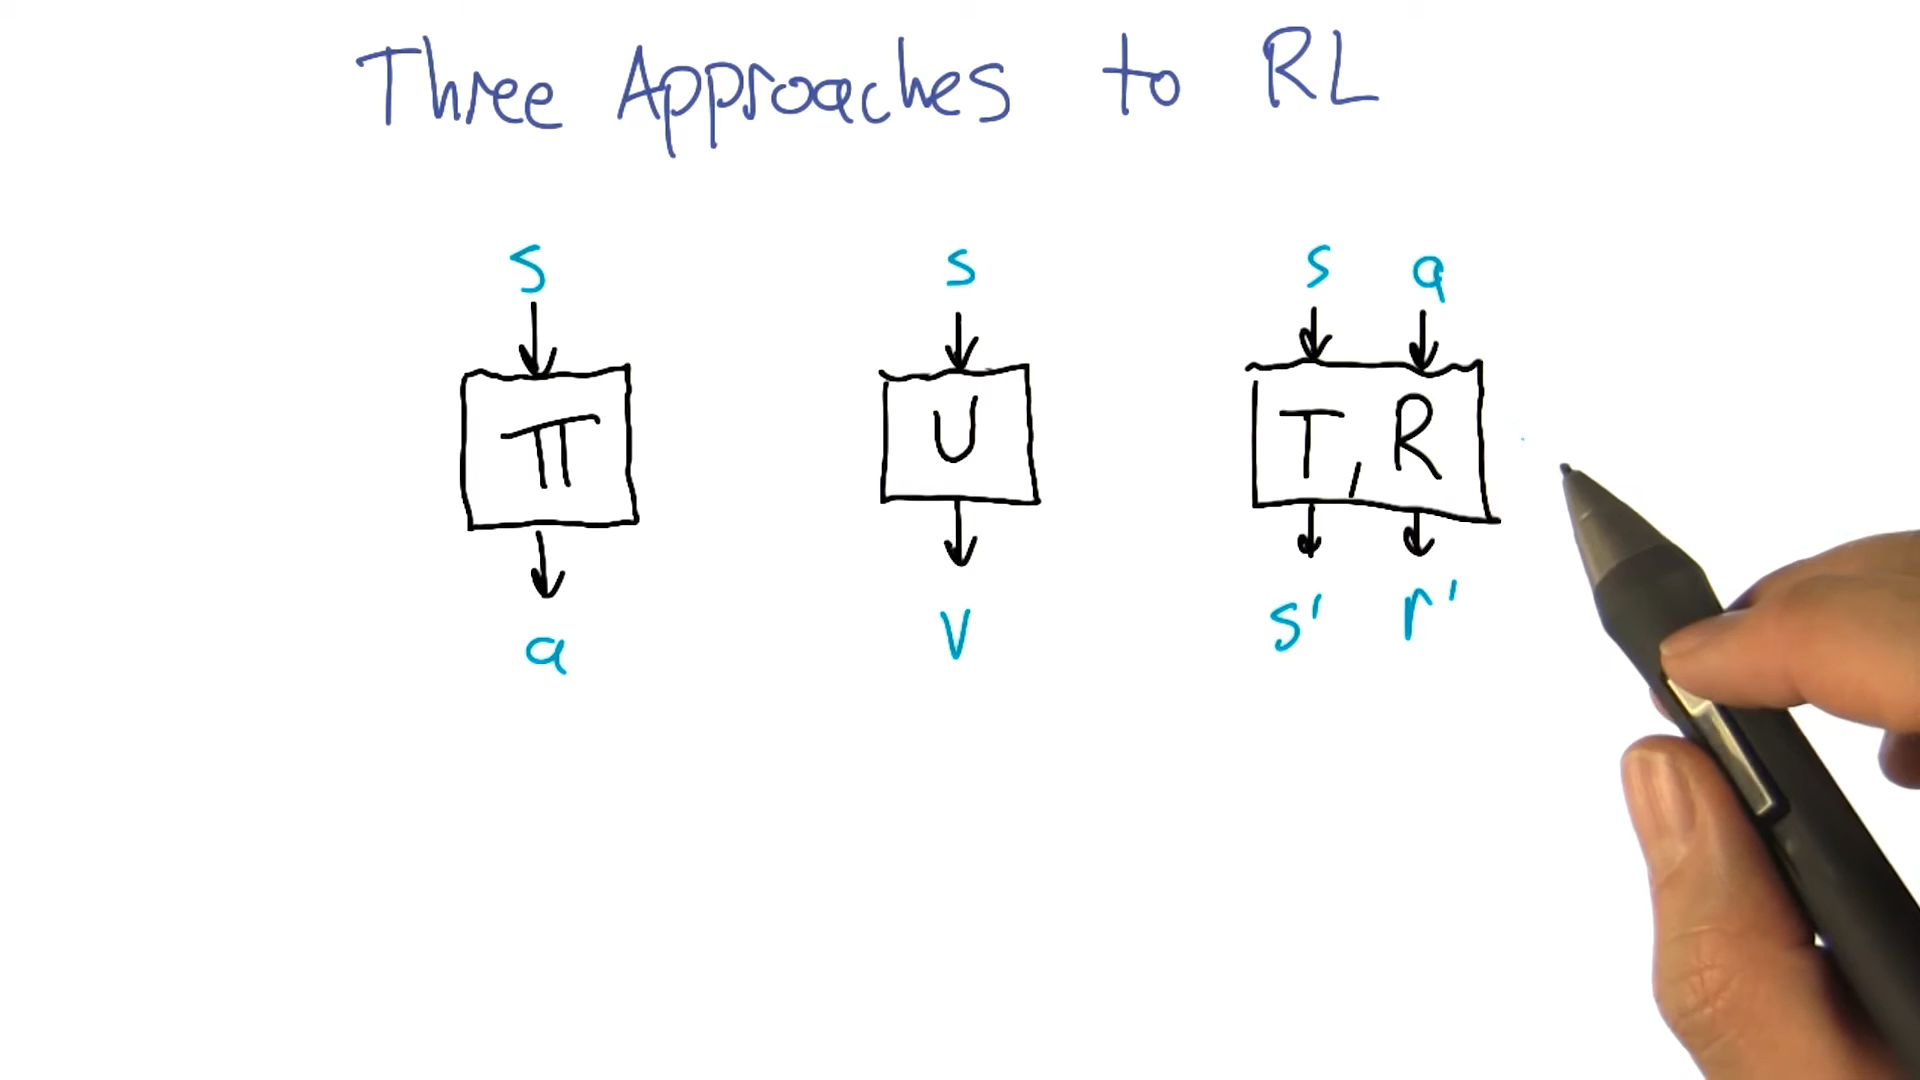 Three Approaches to RL
s s s a
π U T, R
a v s' r'